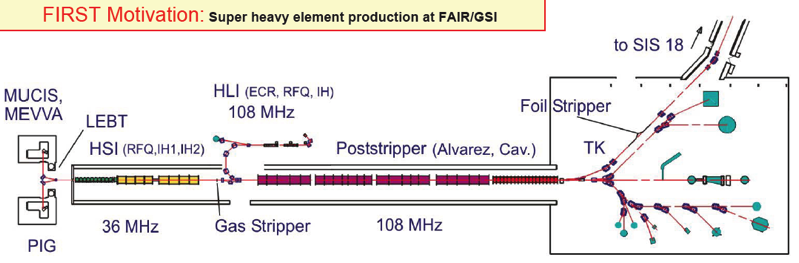 FIRST Motivation: Super heavy element production at FAIR/GSI
to SIS 18
HLI (ECR, RFQ, IH)
108 MHz
MUCIS,
MEVVA
LEBT
HSI (RFQ,IH1,IH2)
Foil Stripper
Poststripper (Alvarez, Cav.)
TK
PIG
36 MHz
Gas Stripper
108 MHz